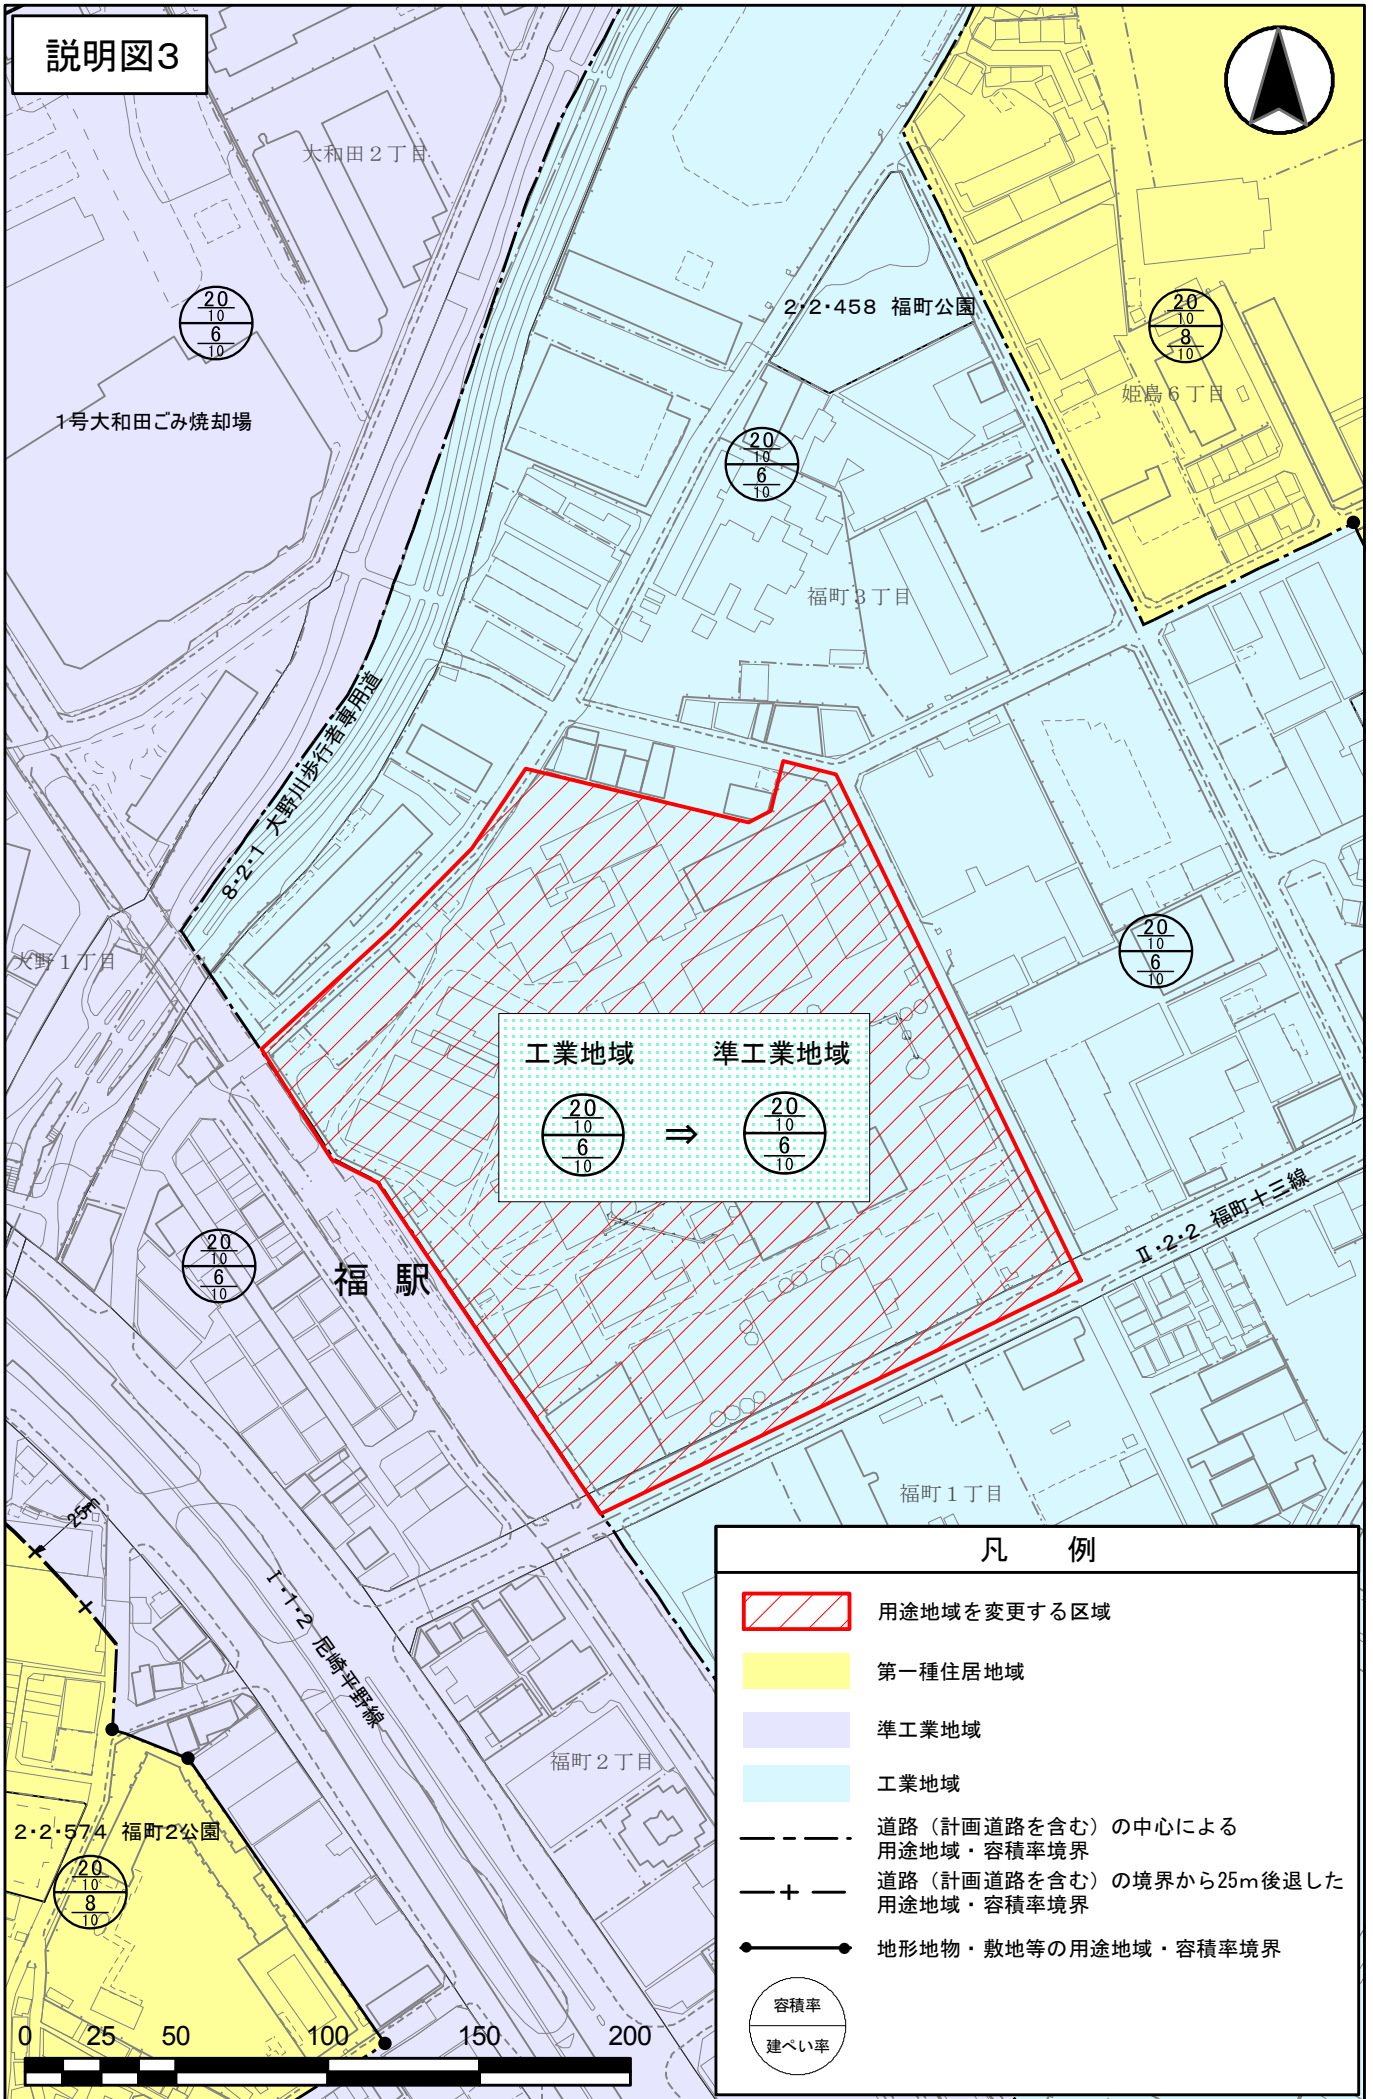 説明図3
大和田２丁目
20
10
6
10
1号大和田ごみ焼却場
2・2・458 福町公園
20
10
8
10
姫島６丁目
20
10
6
10
福町３丁目
8・2・1 大野川歩行者専用道
大野１丁目
20
10
6
10
工業地域 準工業地域
20
10
6
10
⇒
20
10
6
10
Ⅱ・2・2 福町十三線
20
10
6
10
福駅
福町１丁目
25m
Ⅰ・1・2 尼崎平野線
福町２丁目
2・2・574 福町2公園
20
10
8
10
0 25 50 100 150 200
凡 例
用途地域を変更する区域
第一種住居地域
準工業地域
工業地域
道路（計画道路を含む）の中心による
用途地域・容積率境界
道路（計画道路を含む）の境界から25ｍ後退した
用途地域・容積率境界
地形地物・敷地等の用途地域・容積率境界
容積率
建ぺい率